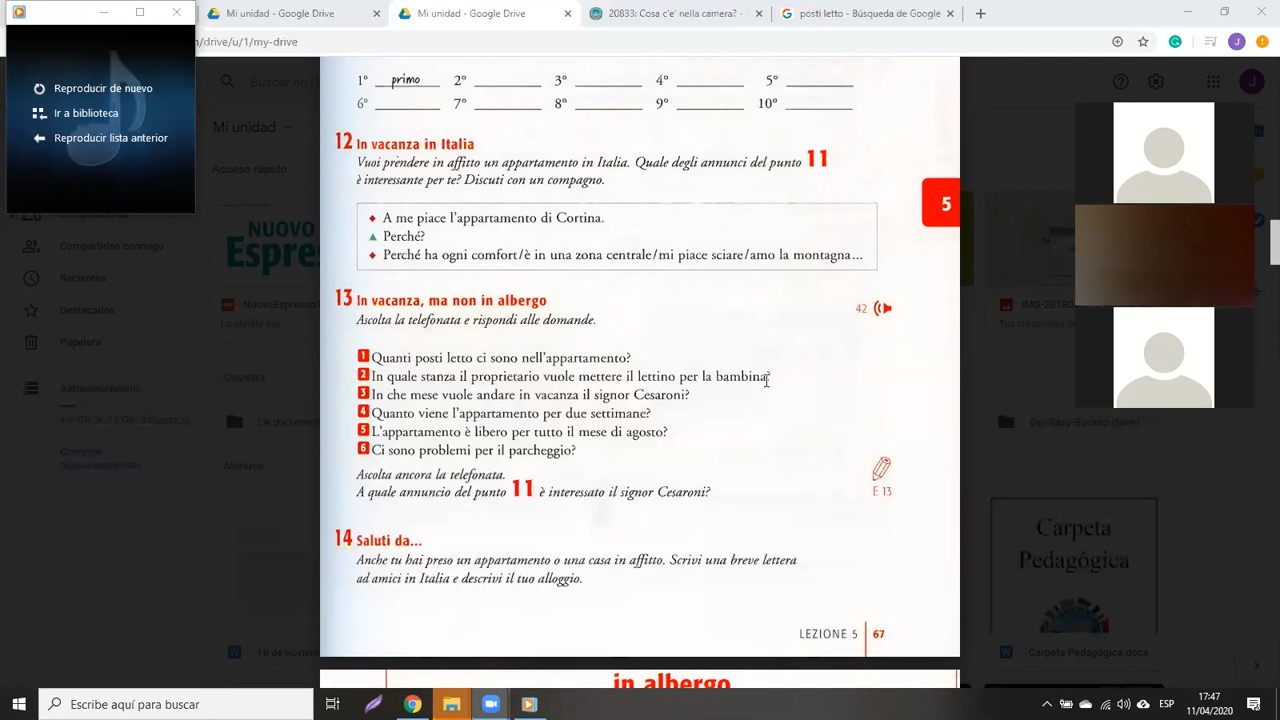 Mi unidad - Google Drive
Mi unidad - Google Drive
20833: Cosa c'e' nella camera?
posti letto - Búsqueda de Google
m/drive/u/1/my-drive
Reproducir de nuevo
Ir a biblioteca
Reproducir lista anterior
Buscar en
Mi unidad
Acceso rápido
Compartidos conmigo
Recientes
Destacados
Papelera
Almacenamiento
Carpetas
NUOVO
Espres
1° primo 2° 3° 4° 5°
6° 7° 8° 9° 10°
12 In vacanza in Italia
Vuoi prendere in affitto un appartamento in Italia. Quale degli annunci del punto 11
è interessante per te? Discuti con un compagno.
5
A me piace l'appartamento di Cortina.
Perché?
Perché ha ogni comfort/è in una zona centrale/mi piace sciare/amo la montagna...
13 In vacanza, ma non in albergo
42
Ascolta la telefonata e rispondi alle domande.
1 Quanti posti letto ci sono nell'appartamento?
2 In quale stanza il proprietario vuole mettere il lettino per la bambina?
3 In che mese vuole andare in vacanza il signor Cesaroni?
4 Quanto viene l'appartamento per due settimane?
5 L'appartamento è libero per tutto il mese di agosto?
6 Ci sono problemi per il parcheggio?
Ascolta ancora la telefonata.
A quale annuncio del punto 11 è interessato il signor Cesaroni?
E 13
14 Saluti da...
Anche tu hai preso un appartamento o una casa in affitto. Scrivi una breve lettera
ad amici in Italia e descrivi il tuo alloggio.
LEZIONE 5 67
in albergo
Carpeta
Pedagógica
Carpeta Pedagógica.docx
Escribe aquí para buscar
ESP
17:47
11/04/2020